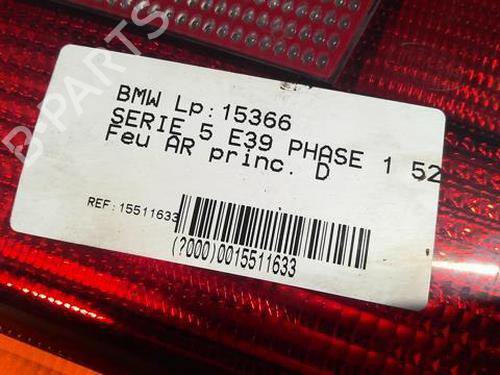 B-PARTS
BMW Lp:15366
SERIE 5 E39 PHASE 1 52
Feu AR princ. D
REF:15511633
(?000)0015511633